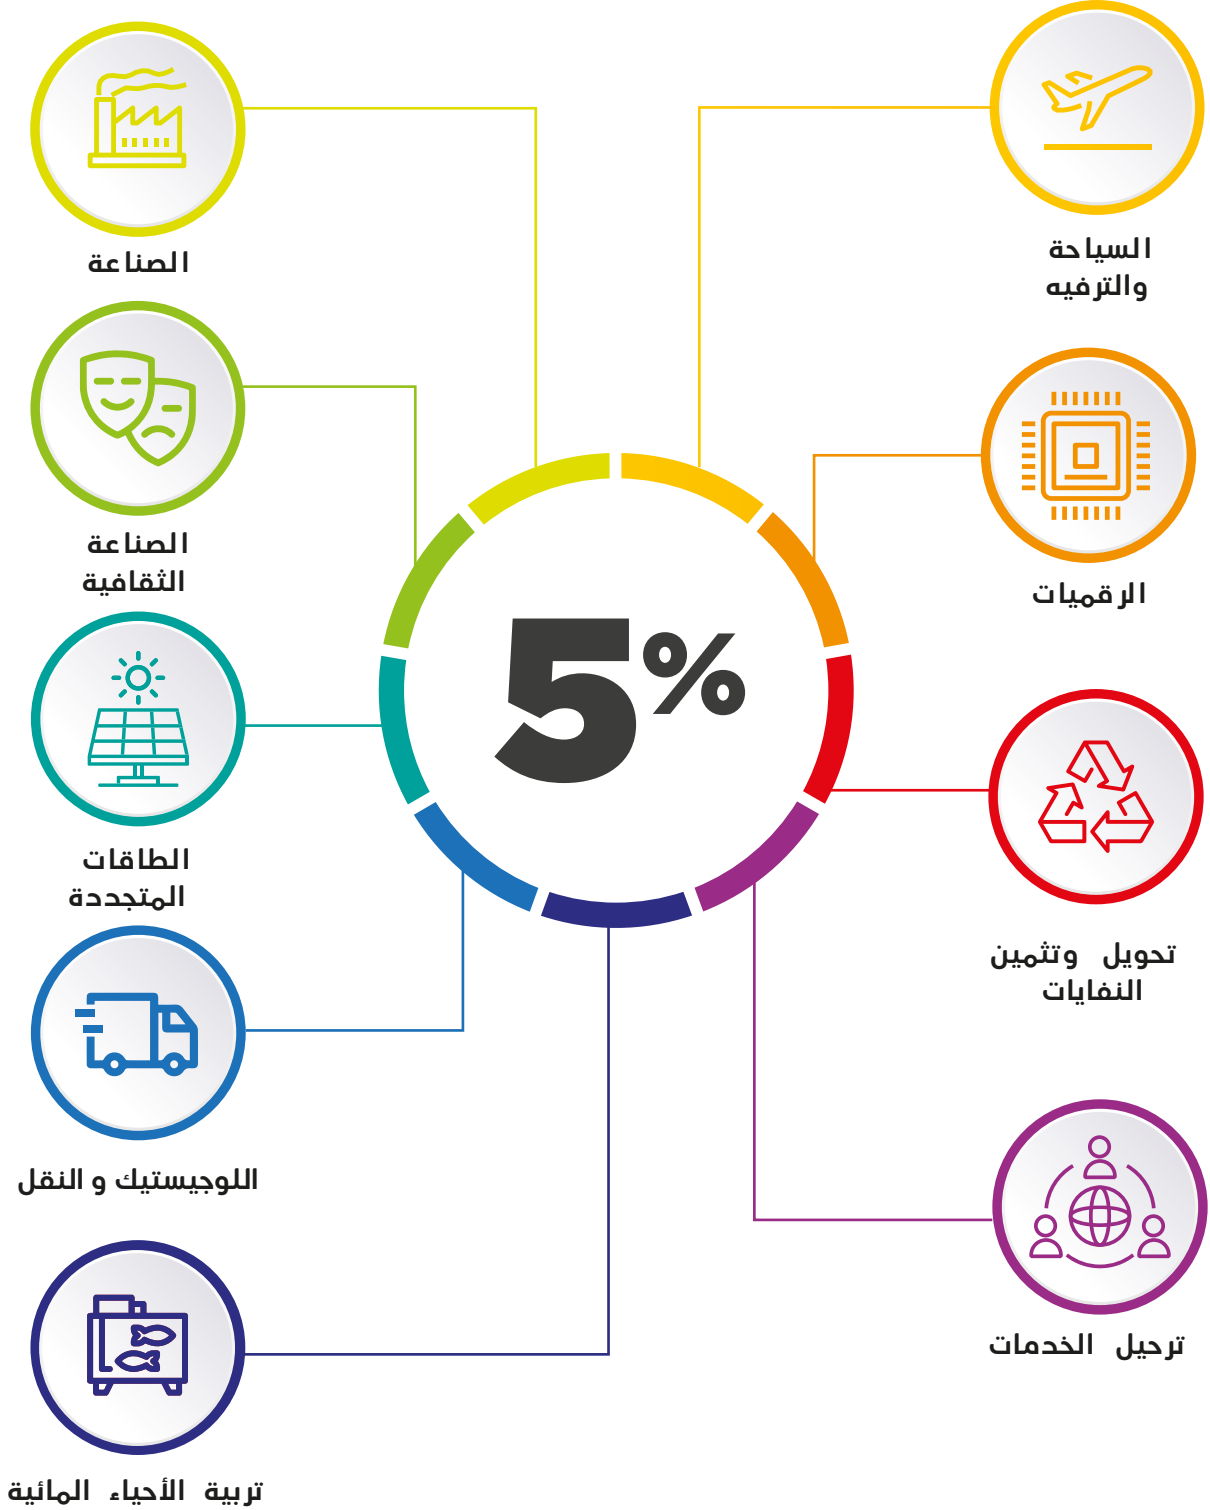 السياحة
والترفيه
الرقميات
تحويل وتثمين
النفايات
ترحيل الخدمات
5%
الصناعة
الصناعة
الثقافية
الطاقات
المتجددة
اللوجيستيك و النقل
تربية الأحياء المائية